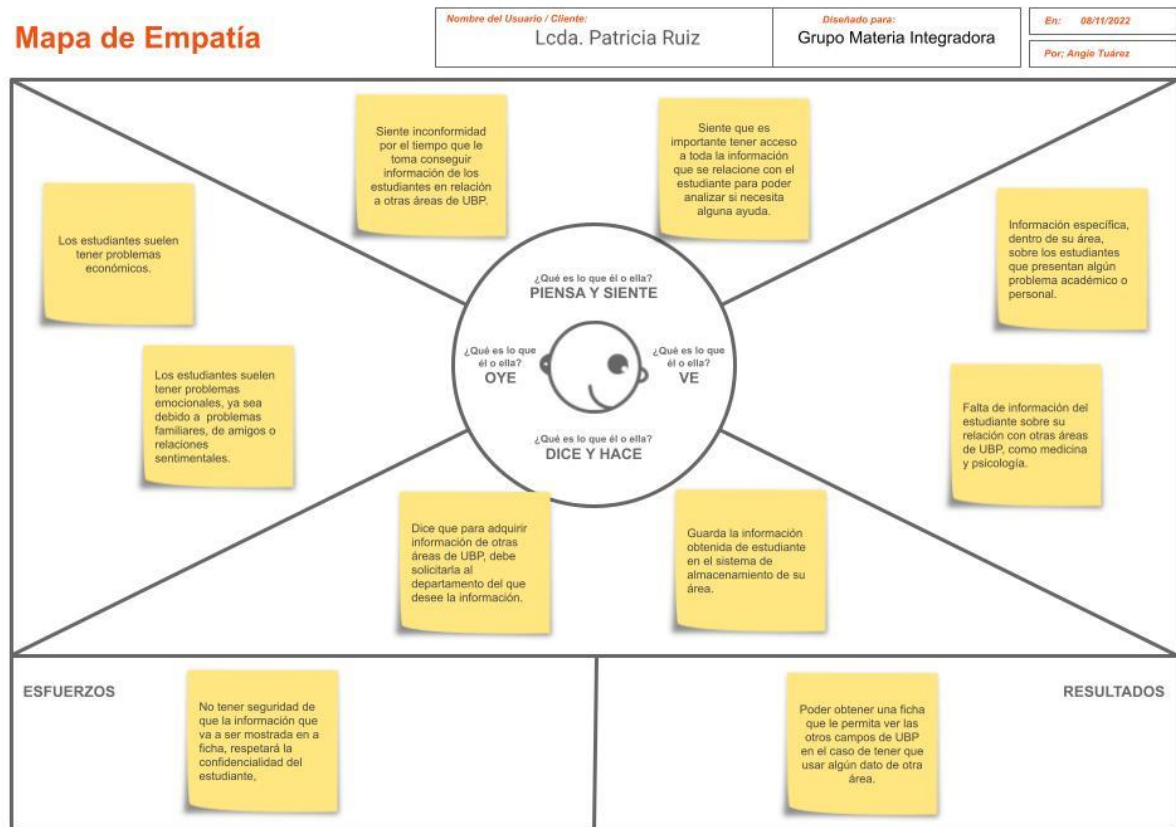 Mapa de Empatía
Nombre del Usuario / Cliente:
Lcda. Patricia Ruiz
Diseñado para:
Grupo Materia Integradora
En: 08/11/2022
Por; Angie Tuárez
Siente inconformidad
por el tiempo que le
toma conseguir
información de los
estudiantes en relación
a otras áreas de UBP.
Siente que es
importante tener acceso
a toda la información
que se relacione con el
estudiante para poder
analizar si necesita
alguna ayuda.
Los estudiantes suelen
tener problemas
económicos.
Los estudiantes suelen
tener problemas
emocionales, ya sea
debido a problemas
familiares, de amigos o
relaciones
sentimentales.
¿Qué es lo que él o ella?
PIENSA Y SIENTE
¿Qué es lo que
él o ella?
OYE
¿Qué es lo que
él o ella?
VE
¿Qué es lo que él o ella?
DICE Y HACE
Información específica,
dentro de su área,
sobre los estudiantes
que presentan algún
problema académico o
personal.
Falta de información del
estudiante sobre su
relación con otras áreas
de UBP, como medicina
y psicología.
Dice que para adquirir
información de otras
áreas de UBP, debe
solicitarla al
departamento del que
desee la información.
Guarda la información
obtenida de estudiante
en el sistema de
almacenamiento de su
área.
ESFUERZOS
No tener seguridad de
que la información que
va a ser mostrada en a
ficha, respetará la
confidencialidad del
estudiante,
RESULTADOS
Poder obtener una ficha
que le permita ver las
otros campos de UBP
en el caso de tener que
usar algún dato de otra
área.